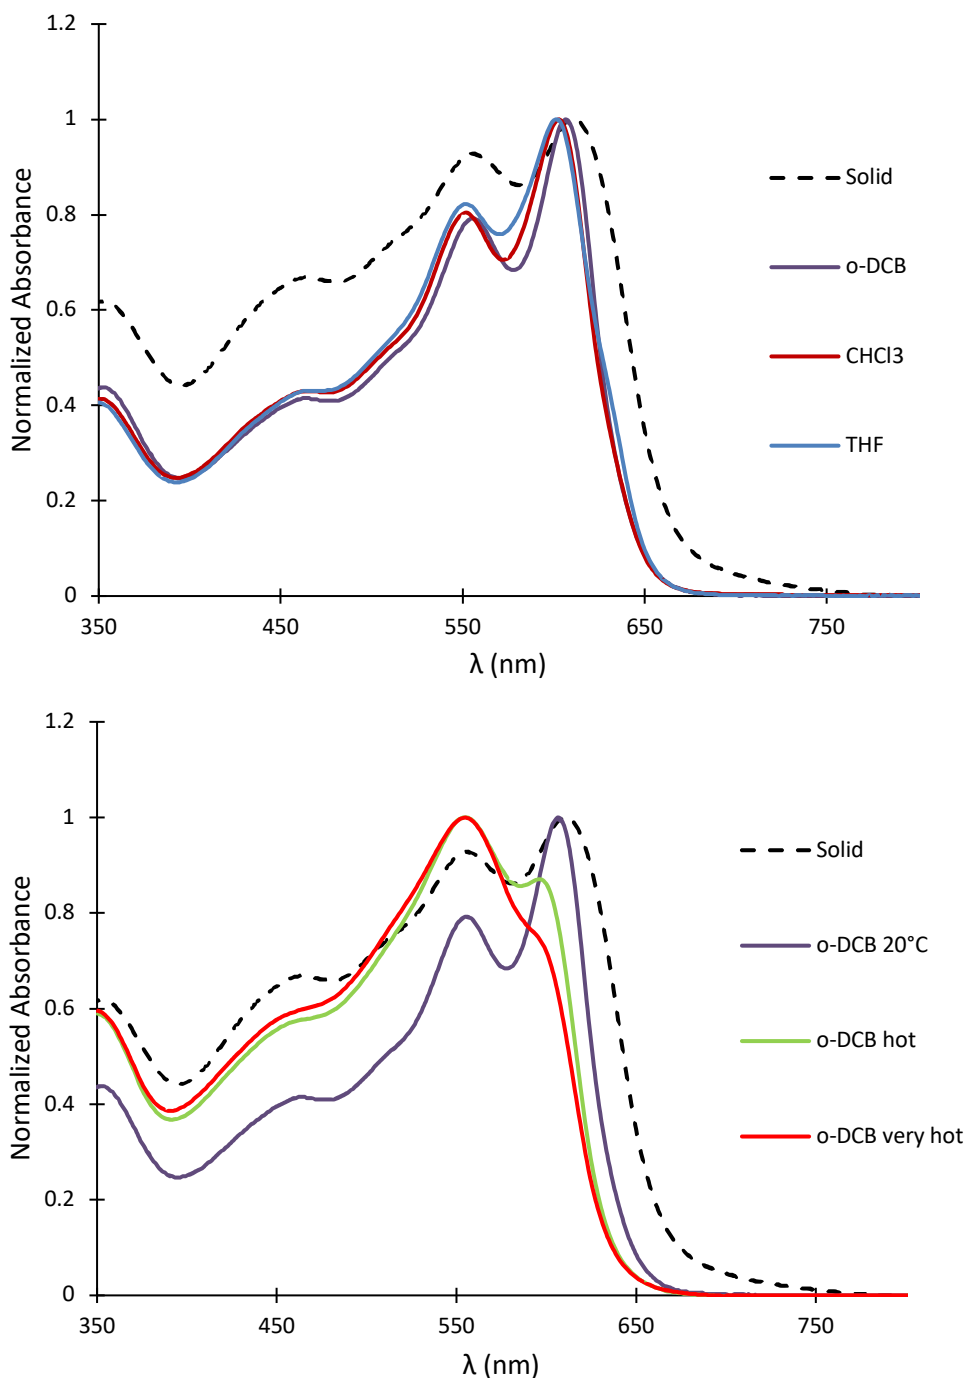 1.2
1
0.8
0.6
0.4
0.2
0
350
450
550
650
750
Normalized Absorbance
λ (nm)
Solid
o-DCB
CHCl3
THF
1.2
1
0.8
0.6
0.4
0.2
0
350
450
550
650
750
Normalized Absorbance
λ (nm)
Solid
o-DCB 20°C
o-DCB hot
o-DCB very hot